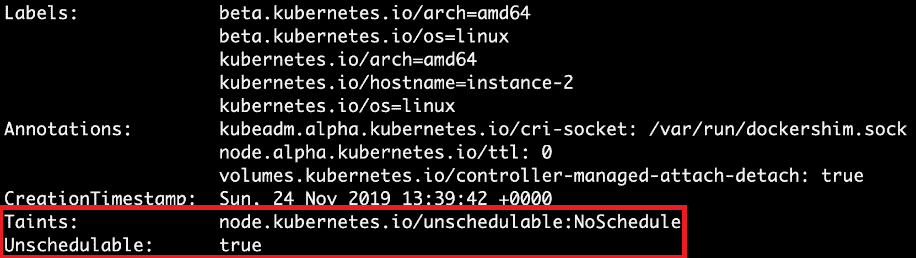 Labels: beta.kubernetes.io/arch=amd64
beta.kubernetes.io/os=linux
kubernetes.io/arch=amd64
kubernetes.io/hostname=instance-2
kubernetes.io/os=linux
Annotations: kubeadm.alpha.kubernetes.io/cri-socket: /var/run/dockershim.sock
node.alpha.kubernetes.io/ttl: 0
volumes.kubernetes.io/controller-managed-attach-detach: true
CreationTimestamp: Sun, 24 Nov 2019 13:39:42 +0000
Taints: node.kubernetes.io/unschedulable:NoSchedule
Unschedulable: true